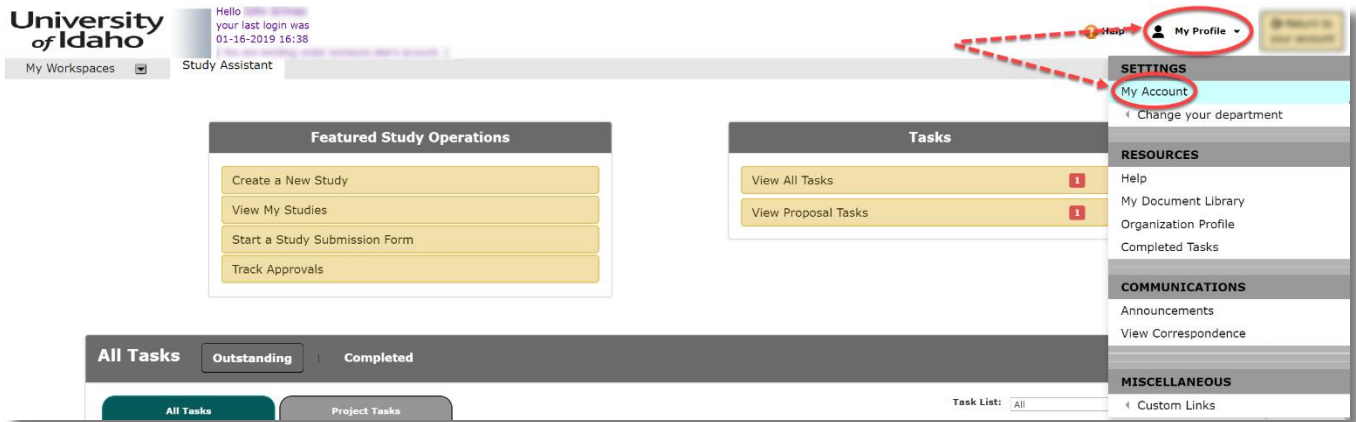 University
of Idaho
Hello
your last login was
01-16-2019 16:38
Help
My Profile
My Workspaces
Study Assistant
SETTINGS
My Account
Change your department
RESOURCES
Help
My Document Library
Organization Profile
Completed Tasks
COMMUNICATIONS
Announcements
View Correspondence
MISCELLANEOUS
Custom Links
Featured Study Operations
Create a New Study
View My Studies
Start a Study Submission Form
Track Approvals
Tasks
View All Tasks 1
View Proposal Tasks 1
All Tasks Outstanding | Completed
All Tasks Project Tasks
Task List: All